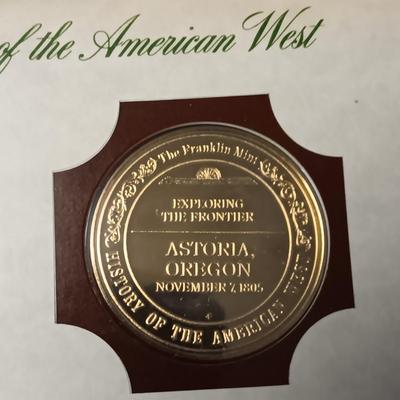 of the American West
The Franklin Mint
EXPLORING
THE FRONTIER
ASTORIA,
OREGON
NOVEMBER 7, 1805
HISTORY OF THE AMERICAN WEST